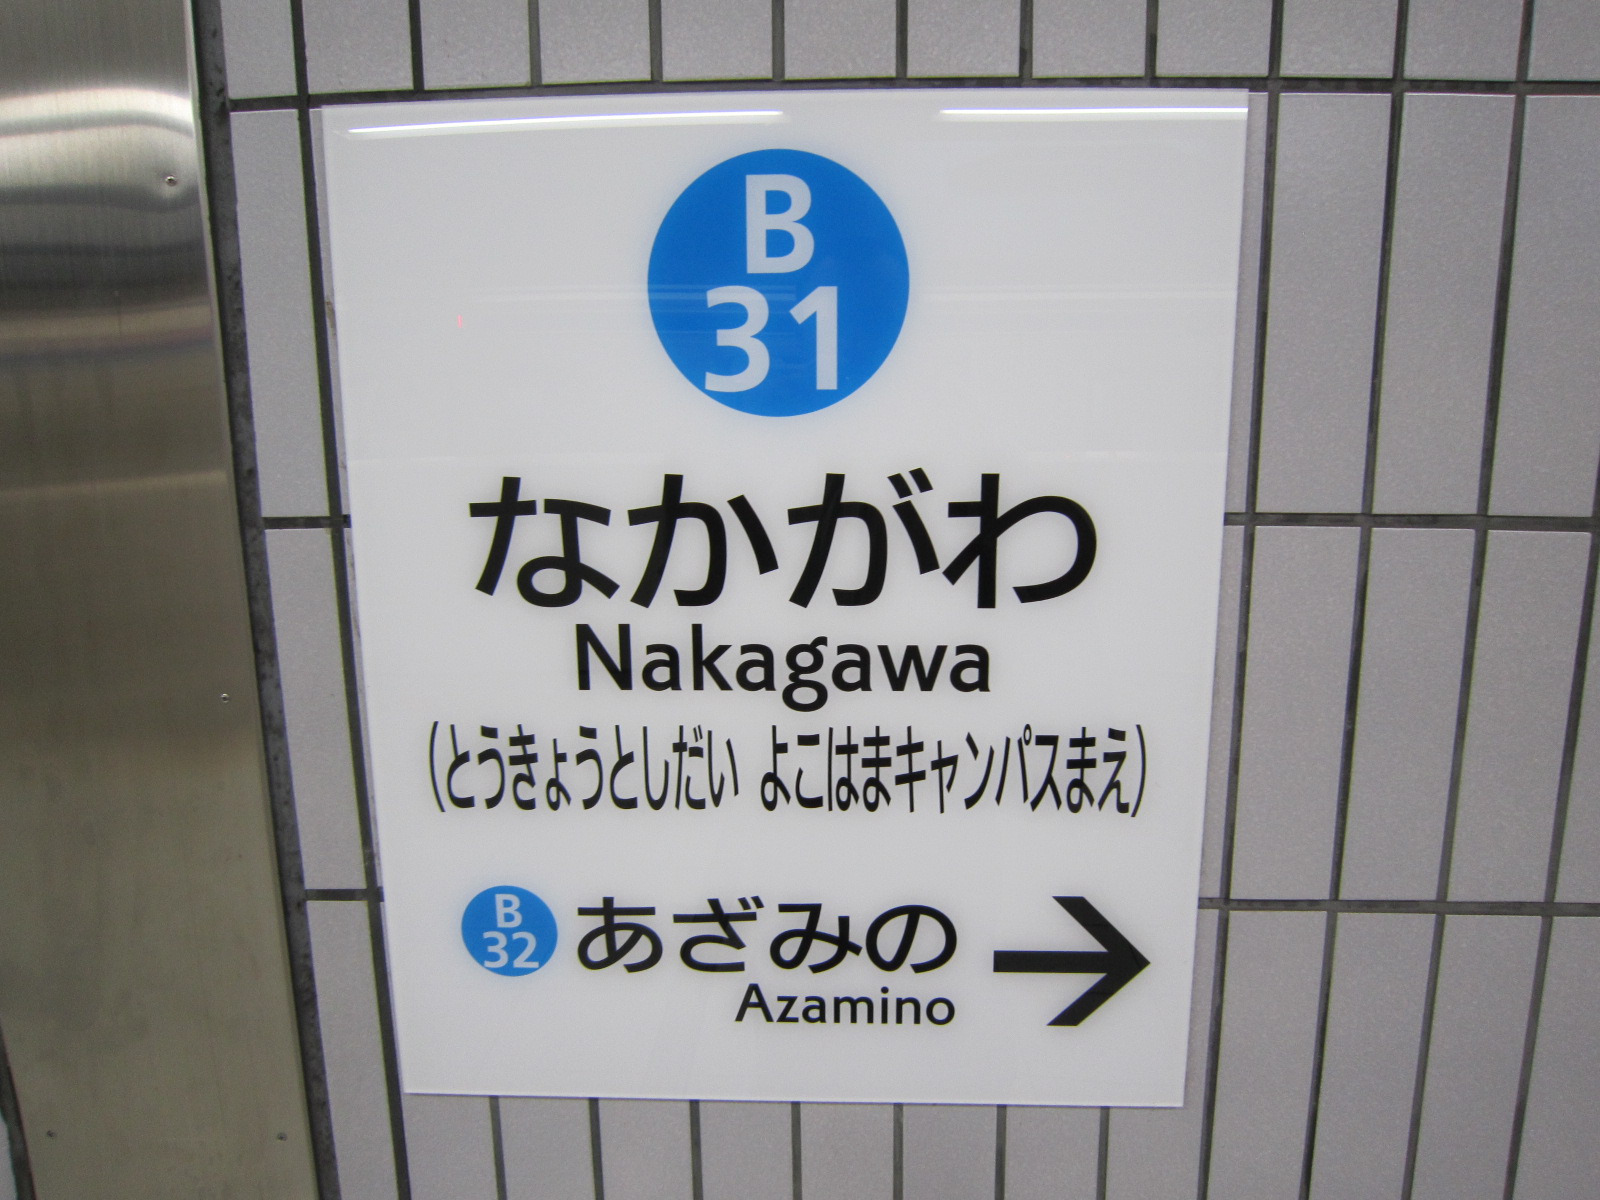 B
31
なかがわ
Nakagawa
(とうきょうとしだい よこはまキャンパスまえ)
B
32
あざみの
Azamino